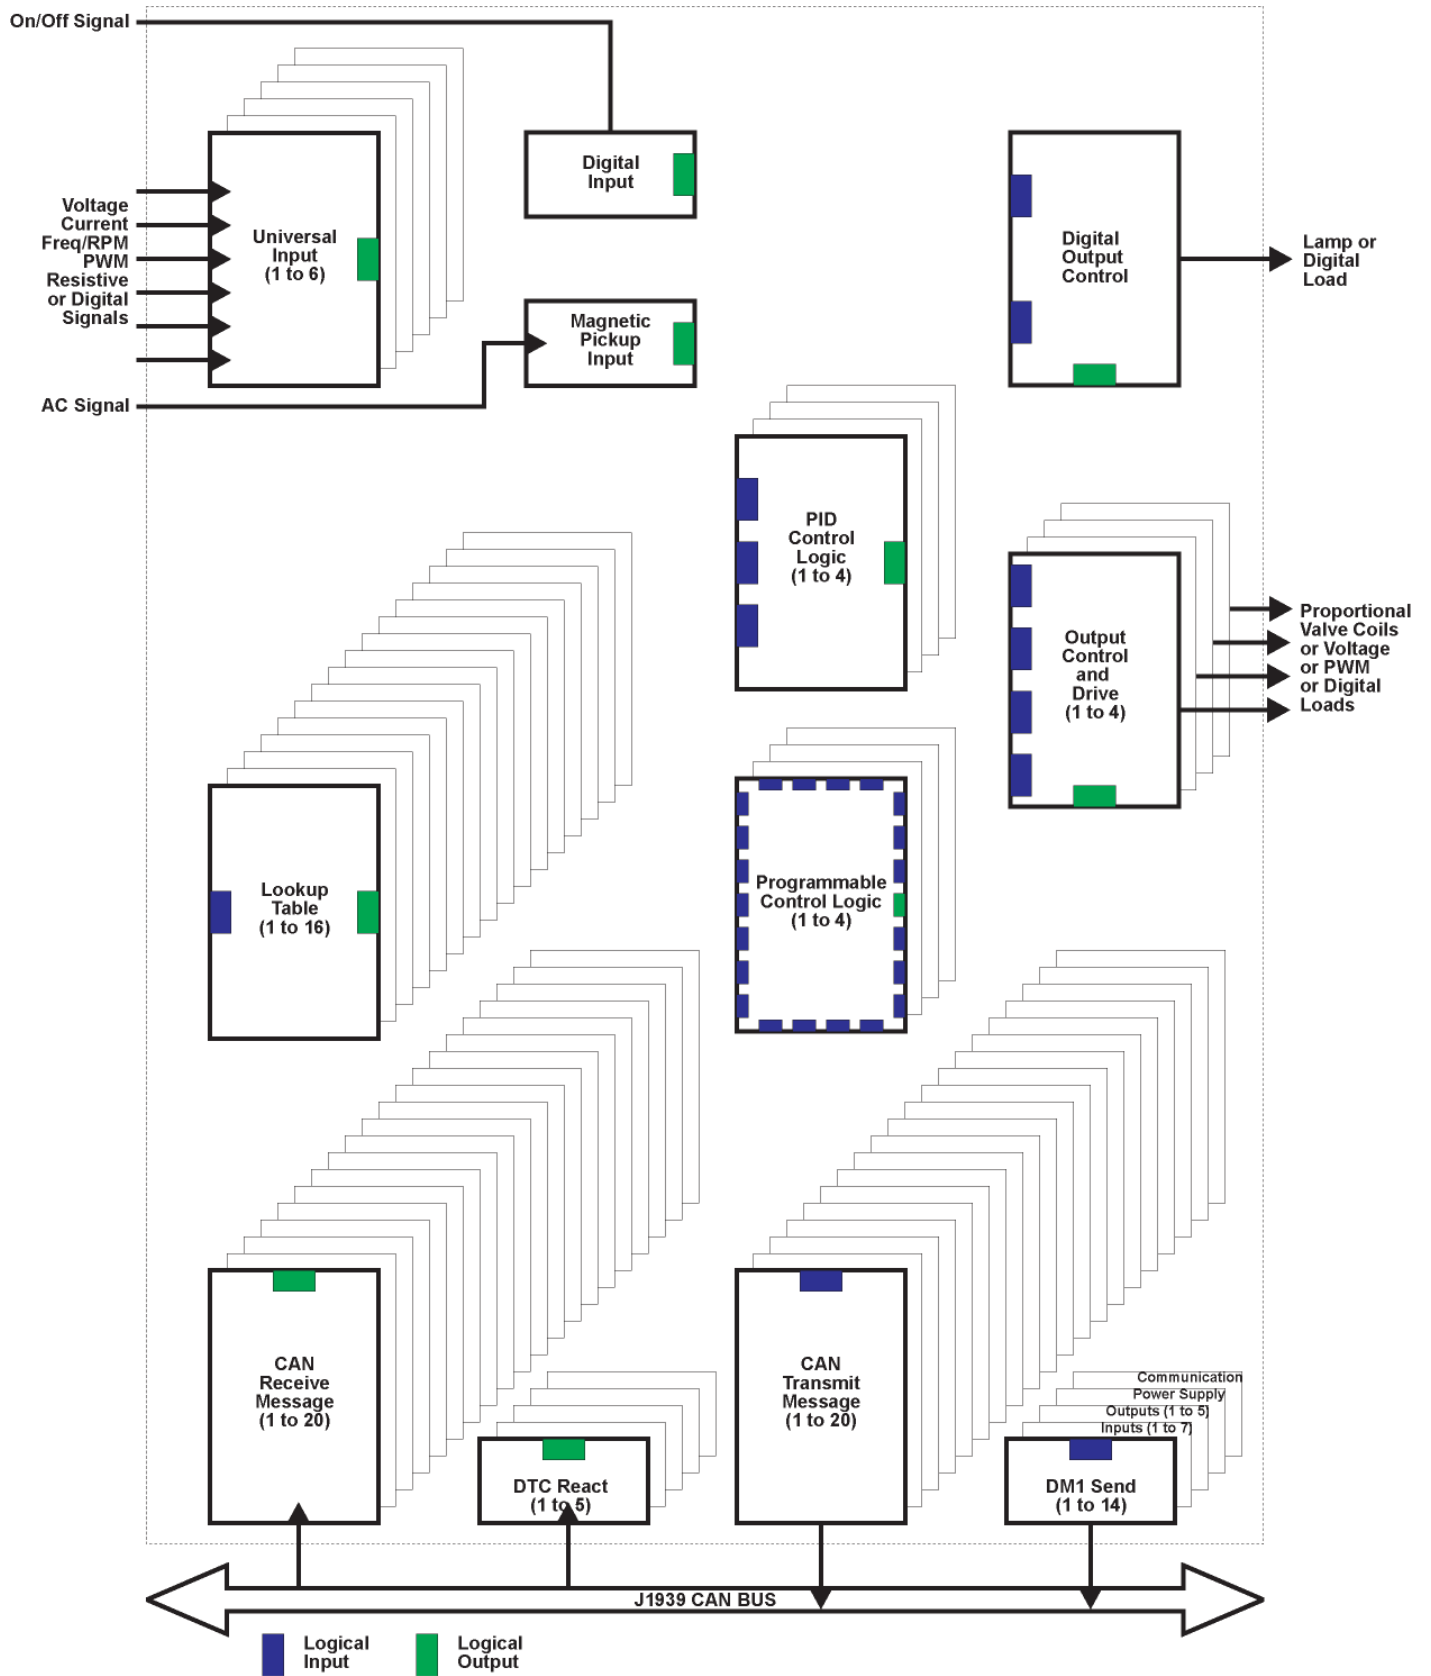 On/Off Signal
Digital
Input
Voltage
Current
Freq/RPM
PWM
Resistive
or Digital
Signals
Universal
Input
(1 to 6)
Digital
Output
Control
Lamp or
Digital
Load
Magnetic
Pickup
Input
AC Signal
PID
Control
Logic
(1 to 4)
Output
Control
and
Drive
(1 to 4)
Proportional
Valve Coils
or Voltage
or PWM
or Digital
Loads
Lookup
Table
(1 to 16)
Programmable
Control Logic
(1 to 4)
CAN
Receive
Message
(1 to 20)
DTC React
(1 to 5)
CAN
Transmit
Message
(1 to 20)
Communication
Power Supply
Outputs (1 to 5)
Inputs (1 to 7)
DM1 Send
(1 to 14)
J1939 CAN BUS
Logical
Input
Logical
Output